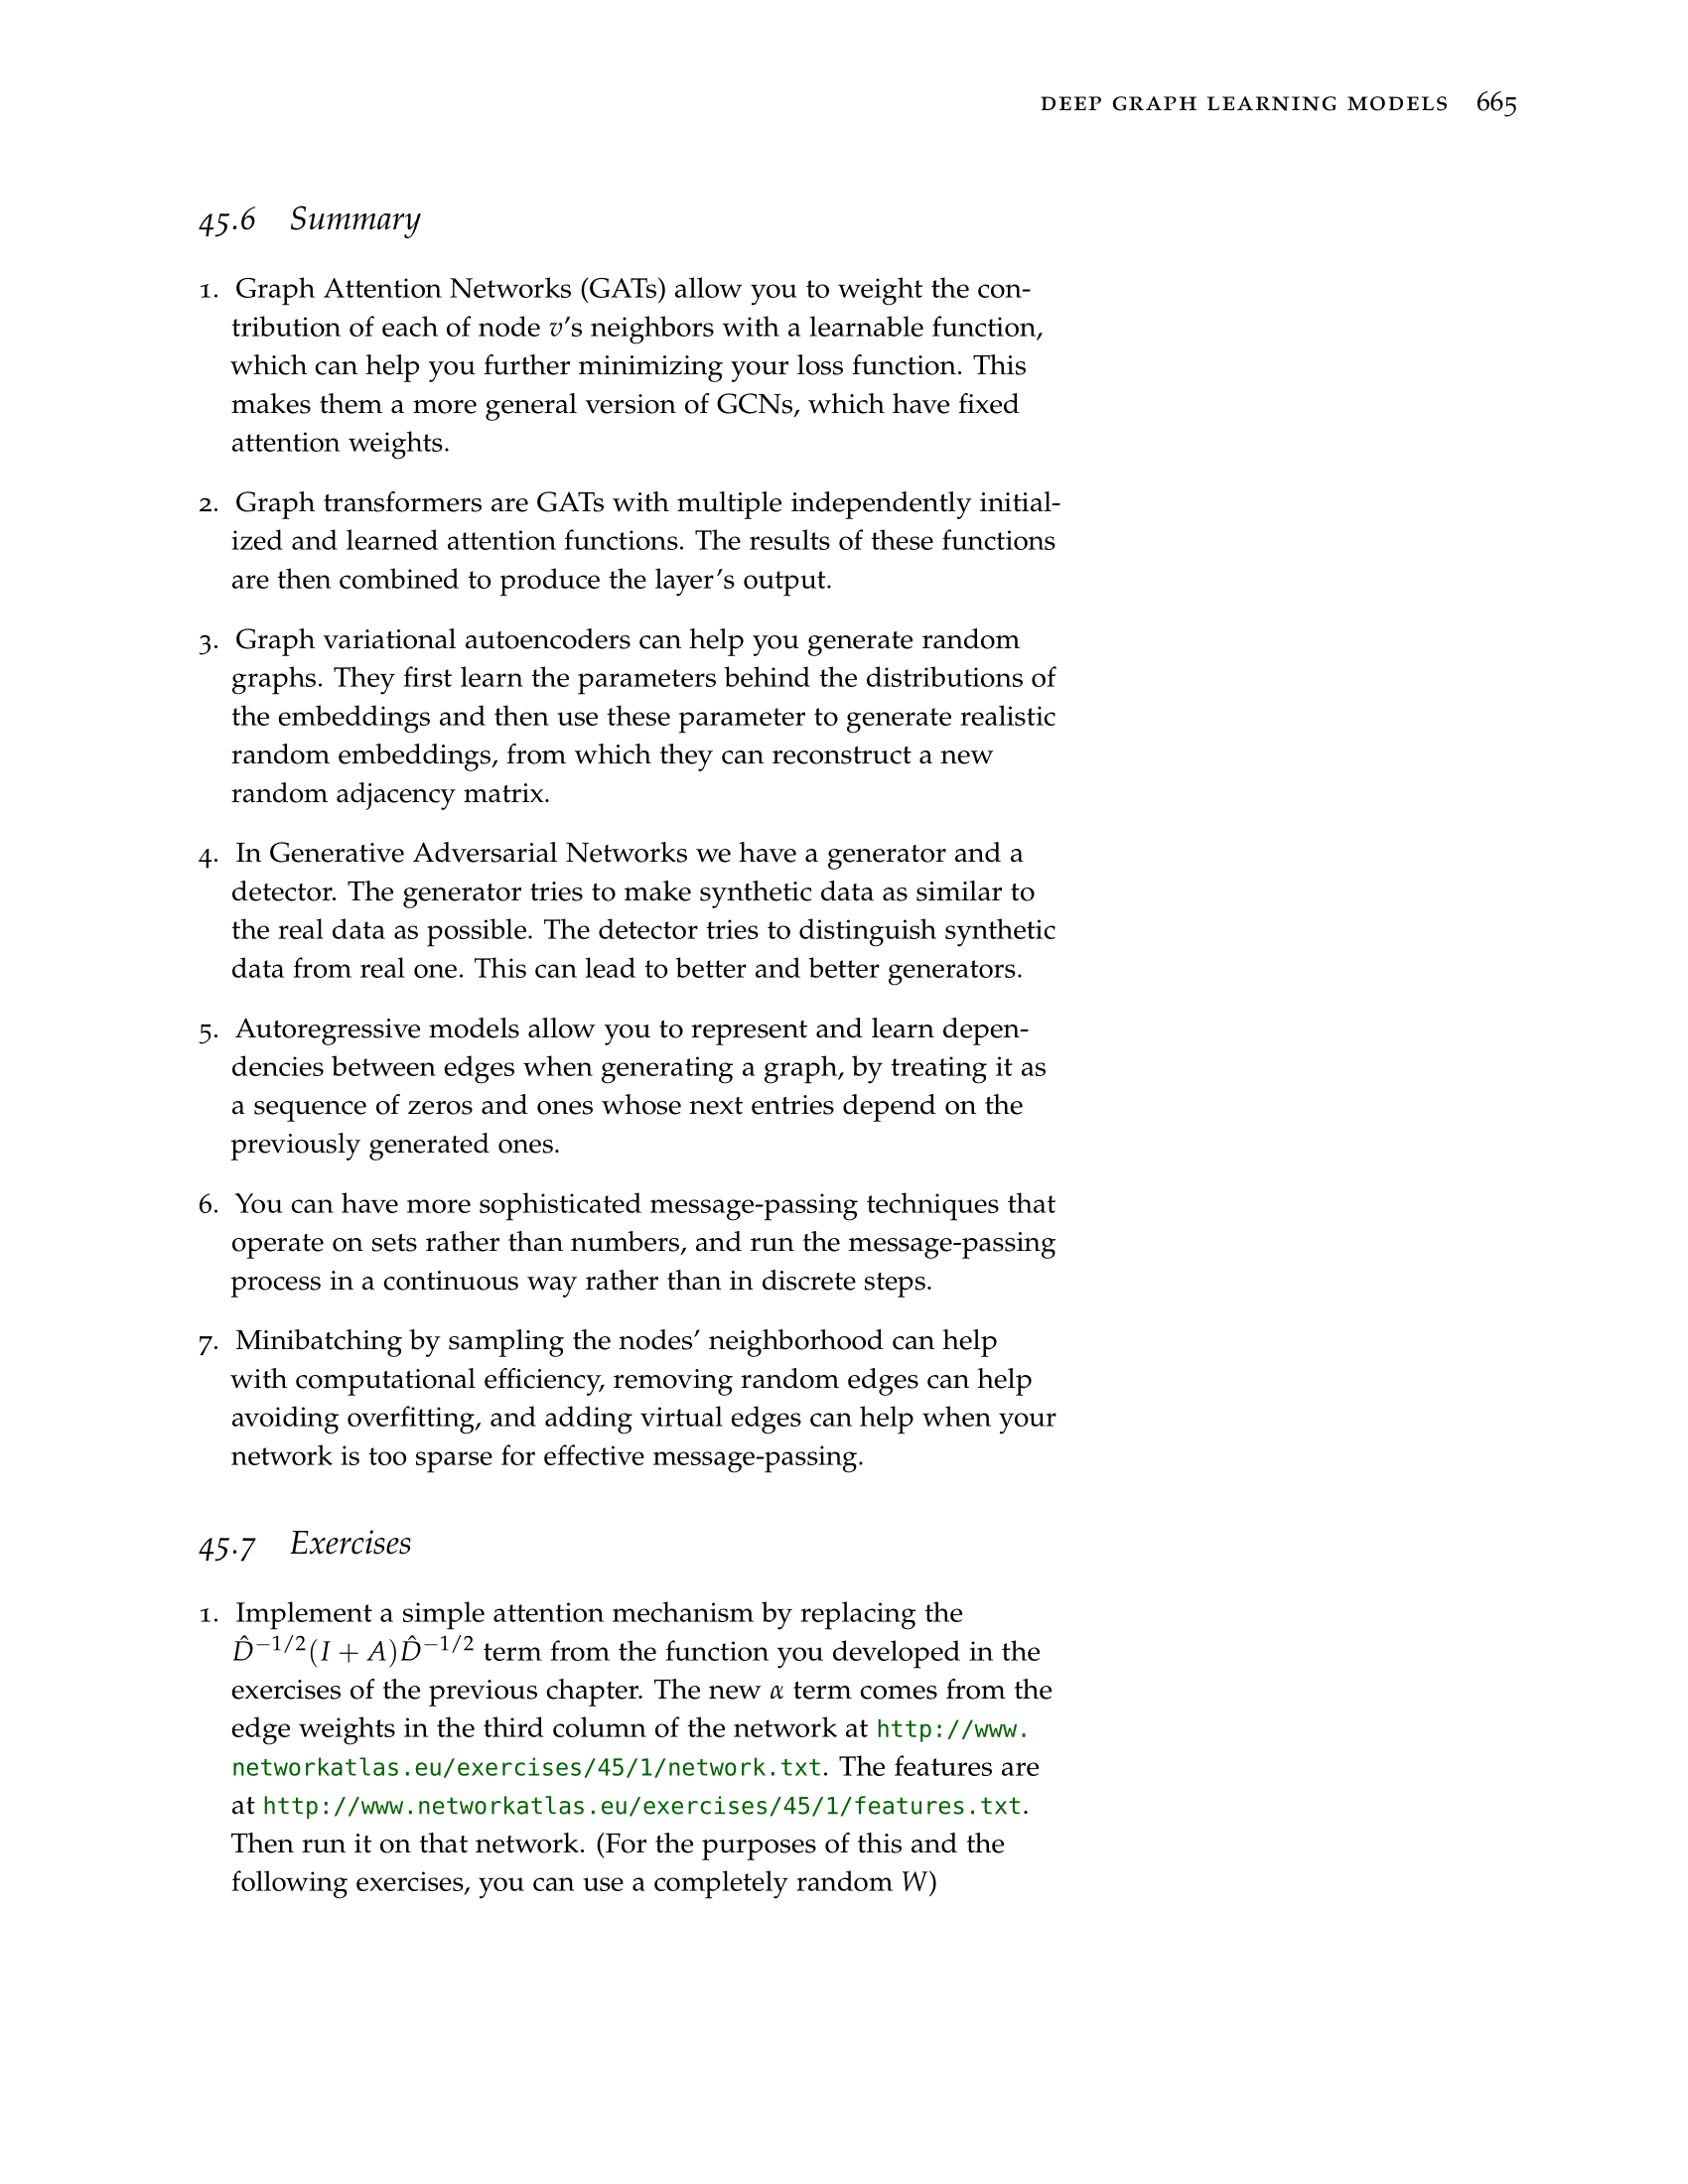 DEEP GRAPH LEARNING MODELS 665
45.6 Summary
1. Graph Attention Networks (GATs) allow you to weight the con-
tribution of each of node v's neighbors with a learnable function,
which can help you further minimizing your loss function. This
makes them a more general version of GCNs, which have fixed
attention weights.
2. Graph transformers are GATs with multiple independently initial-
ized and learned attention functions. The results of these functions
are then combined to produce the layer's output.
3. Graph variational autoencoders can help you generate random
graphs. They first learn the parameters behind the distributions of
the embeddings and then use these parameter to generate realistic
random embeddings, from which they can reconstruct a new
random adjacency matrix.
4. In Generative Adversarial Networks we have a generator and a
detector. The generator tries to make synthetic data as similar to
the real data as possible. The detector tries to distinguish synthetic
data from real one. This can lead to better and better generators.
5. Autoregressive models allow you to represent and learn depen-
dencies between edges when generating a graph, by treating it as
a sequence of zeros and ones whose next entries depend on the
previously generated ones.
6. You can have more sophisticated message-passing techniques that
operate on sets rather than numbers, and run the message-passing
process in a continuous way rather than in discrete steps.
7. Minibatching by sampling the nodes' neighborhood can help
with computational efficiency, removing random edges can help
avoiding overfitting, and adding virtual edges can help when your
network is too sparse for effective message-passing.
45.7 Exercises
1. Implement a simple attention mechanism by replacing the
D̂^{−1/2}(I + A)D̂^{−1/2} term from the function you developed in the
exercises of the previous chapter. The new α term comes from the
edge weights in the third column of the network at http://www.
networkatlas.eu/exercises/45/1/network.txt. The features are
at http://www.networkatlas.eu/exercises/45/1/features.txt.
Then run it on that network. (For the purposes of this and the
following exercises, you can use a completely random W)